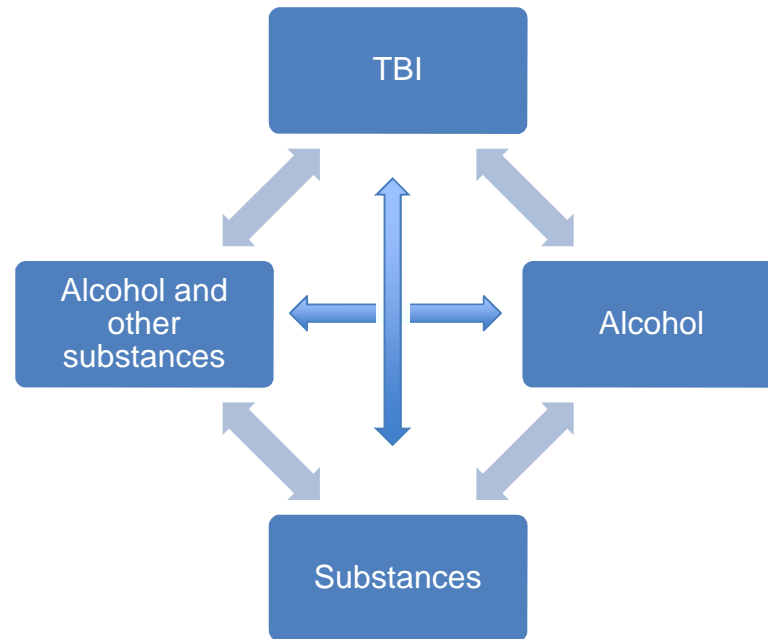 TBI
Alcohol and
other
substances
Alcohol
Substances